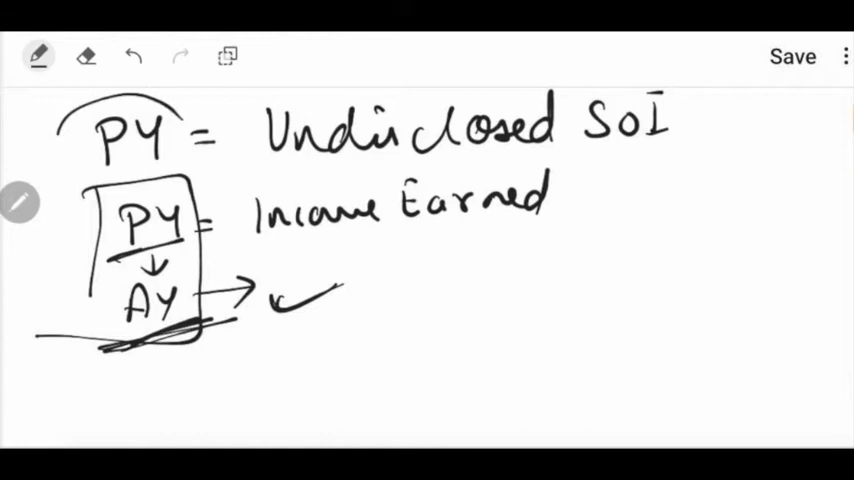 Save
PY = Undisclosed SoI
PY = Income Earned
↓
AY → ✓